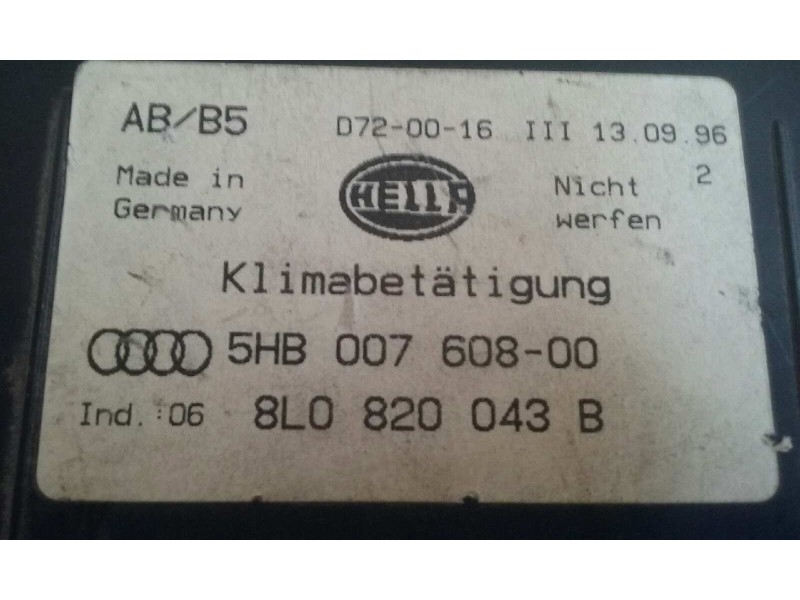 AB/B5 D72-00-16 III 13.09.96
Made in Germany
HELLA
Nicht werfen
2
Klimabetätigung
5HB 007 608-00
Ind.:06 8L0 820 043 B